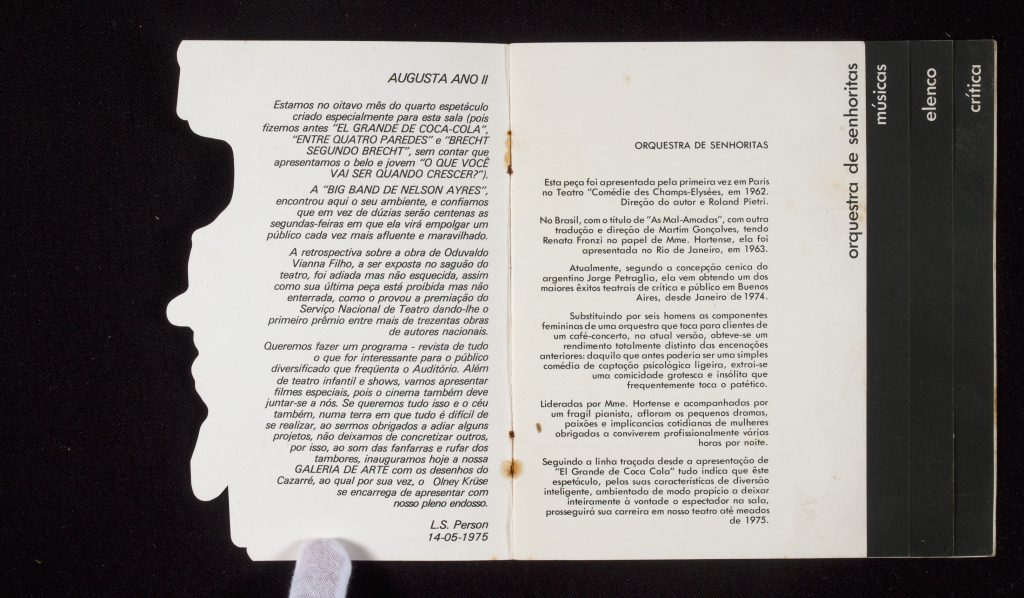 AUGUSTA ANO II
Estamos no oitavo mês do quarto espetáculo
criado especialmente para esta sala (pois
fizemos antes "EL GRANDE DE COCA-COLA",
"ENTRE QUATRO PAREDES" e "BRECHT
SEGUNDO BRECHT", sem contar que
apresentamos o belo e jovem "O QUE VOCÊ
VAI SER QUANDO CRESCER?").
A "BIG BAND DE NELSON AYRES",
encontrou aqui o seu ambiente, e confiamos
que em vez de dúzias serão centenas as
segundas-feiras em que ela virá empolgar um
público cada vez mais afluente e maravilhado.
A retrospectiva sobre a obra de Oduvaldo
Vianna Filho, a ser exposta no saguão do
teatro, foi adiada mas não esquecida, assim
como sua última peça está proibida mas não
enterrada, como o provou a premiação do
Serviço Nacional de Teatro dando-lhe o
primeiro prêmio entre mais de trezentas obras
de autores nacionais.
Queremos fazer um programa - revista de tudo
o que for interessante para o público
diversificado que freqüenta o Auditório. Além
de teatro infantil e shows, vamos apresentar
filmes especiais, pois o cinema também deve
juntar-se a nós. Se queremos tudo isso e o céu
também, numa terra em que tudo é difícil de
se realizar, ao sermos obrigados a adiar alguns
projetos, não deixamos de concretizar outros,
por isso, ao som das fanfarras e rufar dos
tambores, inauguramos hoje a nossa
GALERIA DE ARTE com os desenhos do
Cazarré, ao qual por sua vez, o Olney Krüse
se encarrega de apresentar com
nosso pleno endosso.
L.S. Person
14-05-1975
ORQUESTRA DE SENHORITAS
Esta peça foi apresentada pela primeira vez em Paris
no Teatro "Comédie des Champs-Elysées, em 1962.
Direção do autor e Roland Pietri.
No Brasil, com o título de "As Mal-Amadas", com outra
tradução e direção de Martim Gonçalves, tendo
Renata Fronzi no papel de Mme. Hortense, ela foi
apresentada no Rio de Janeiro, em 1963.
Atualmente, segundo a concepção cenica do
argentino Jorge Petraglia, ela vem obtendo um dos
maiores êxitos teatrais de crítica e público em Buenos
Aires, desde Janeiro de 1974.
Substituindo por seis homens as componentes
femininas de uma orquestra que toca para clientes de
um café-concerto, na atual versão, obteve-se um
rendimento totalmente distinto das encenações
anteriores: daquilo que antes poderia ser uma simples
comédia de captação psicológica ligeira, extrai-se
uma comicidade grotesca e insólita que
frequentemente toca o patético.
Lideradas por Mme. Hortense e acompanhadas por
um fragil pianista, afloram os pequenos dramas,
paixões e implicancias cotidianas de mulheres
obrigadas a conviverem profissionalmente várias
horas por noite.
Seguindo a linha traçada desde a apresentação de
"El Grande de Coca Cola" tudo indica que êste
espetáculo, pelas suas características de diversão
inteligente, ambientada de modo propício a deixar
inteiramente à vontade o espectador na sala,
prosseguirá sua carreira em nosso teatro até meados
de 1975.
orquestra de senhoritas
músicas
elenco
crítica